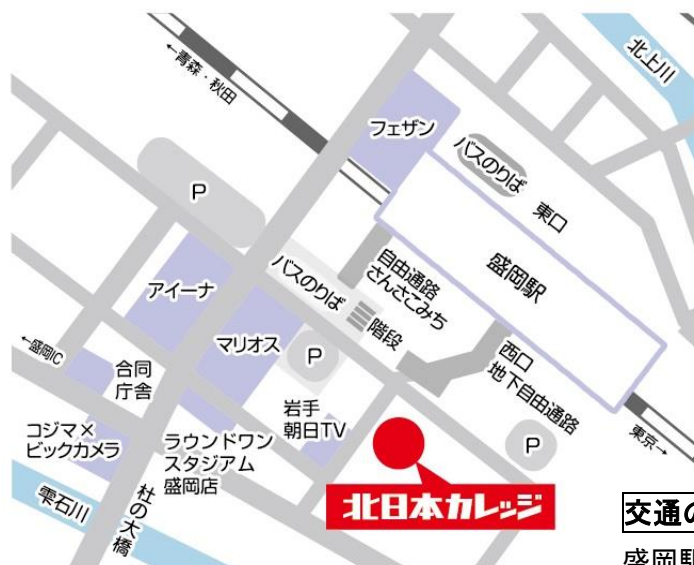 北上川
←青森・秋田
フェザン
バスのりば
東口
P
盛岡駅
自由通路
さんさこみち
バスのりば
アイーナ
階段
マリオス
P
西口
地下自由通路
←盛岡IC
合同
庁舎
岩手
朝日TV
P
東京→
コジマ×
ビックカメラ
ラウンドワン
スタジアム
盛岡店
杜の大橋
雫石川
北日本カレッジ
交通の
盛岡駅